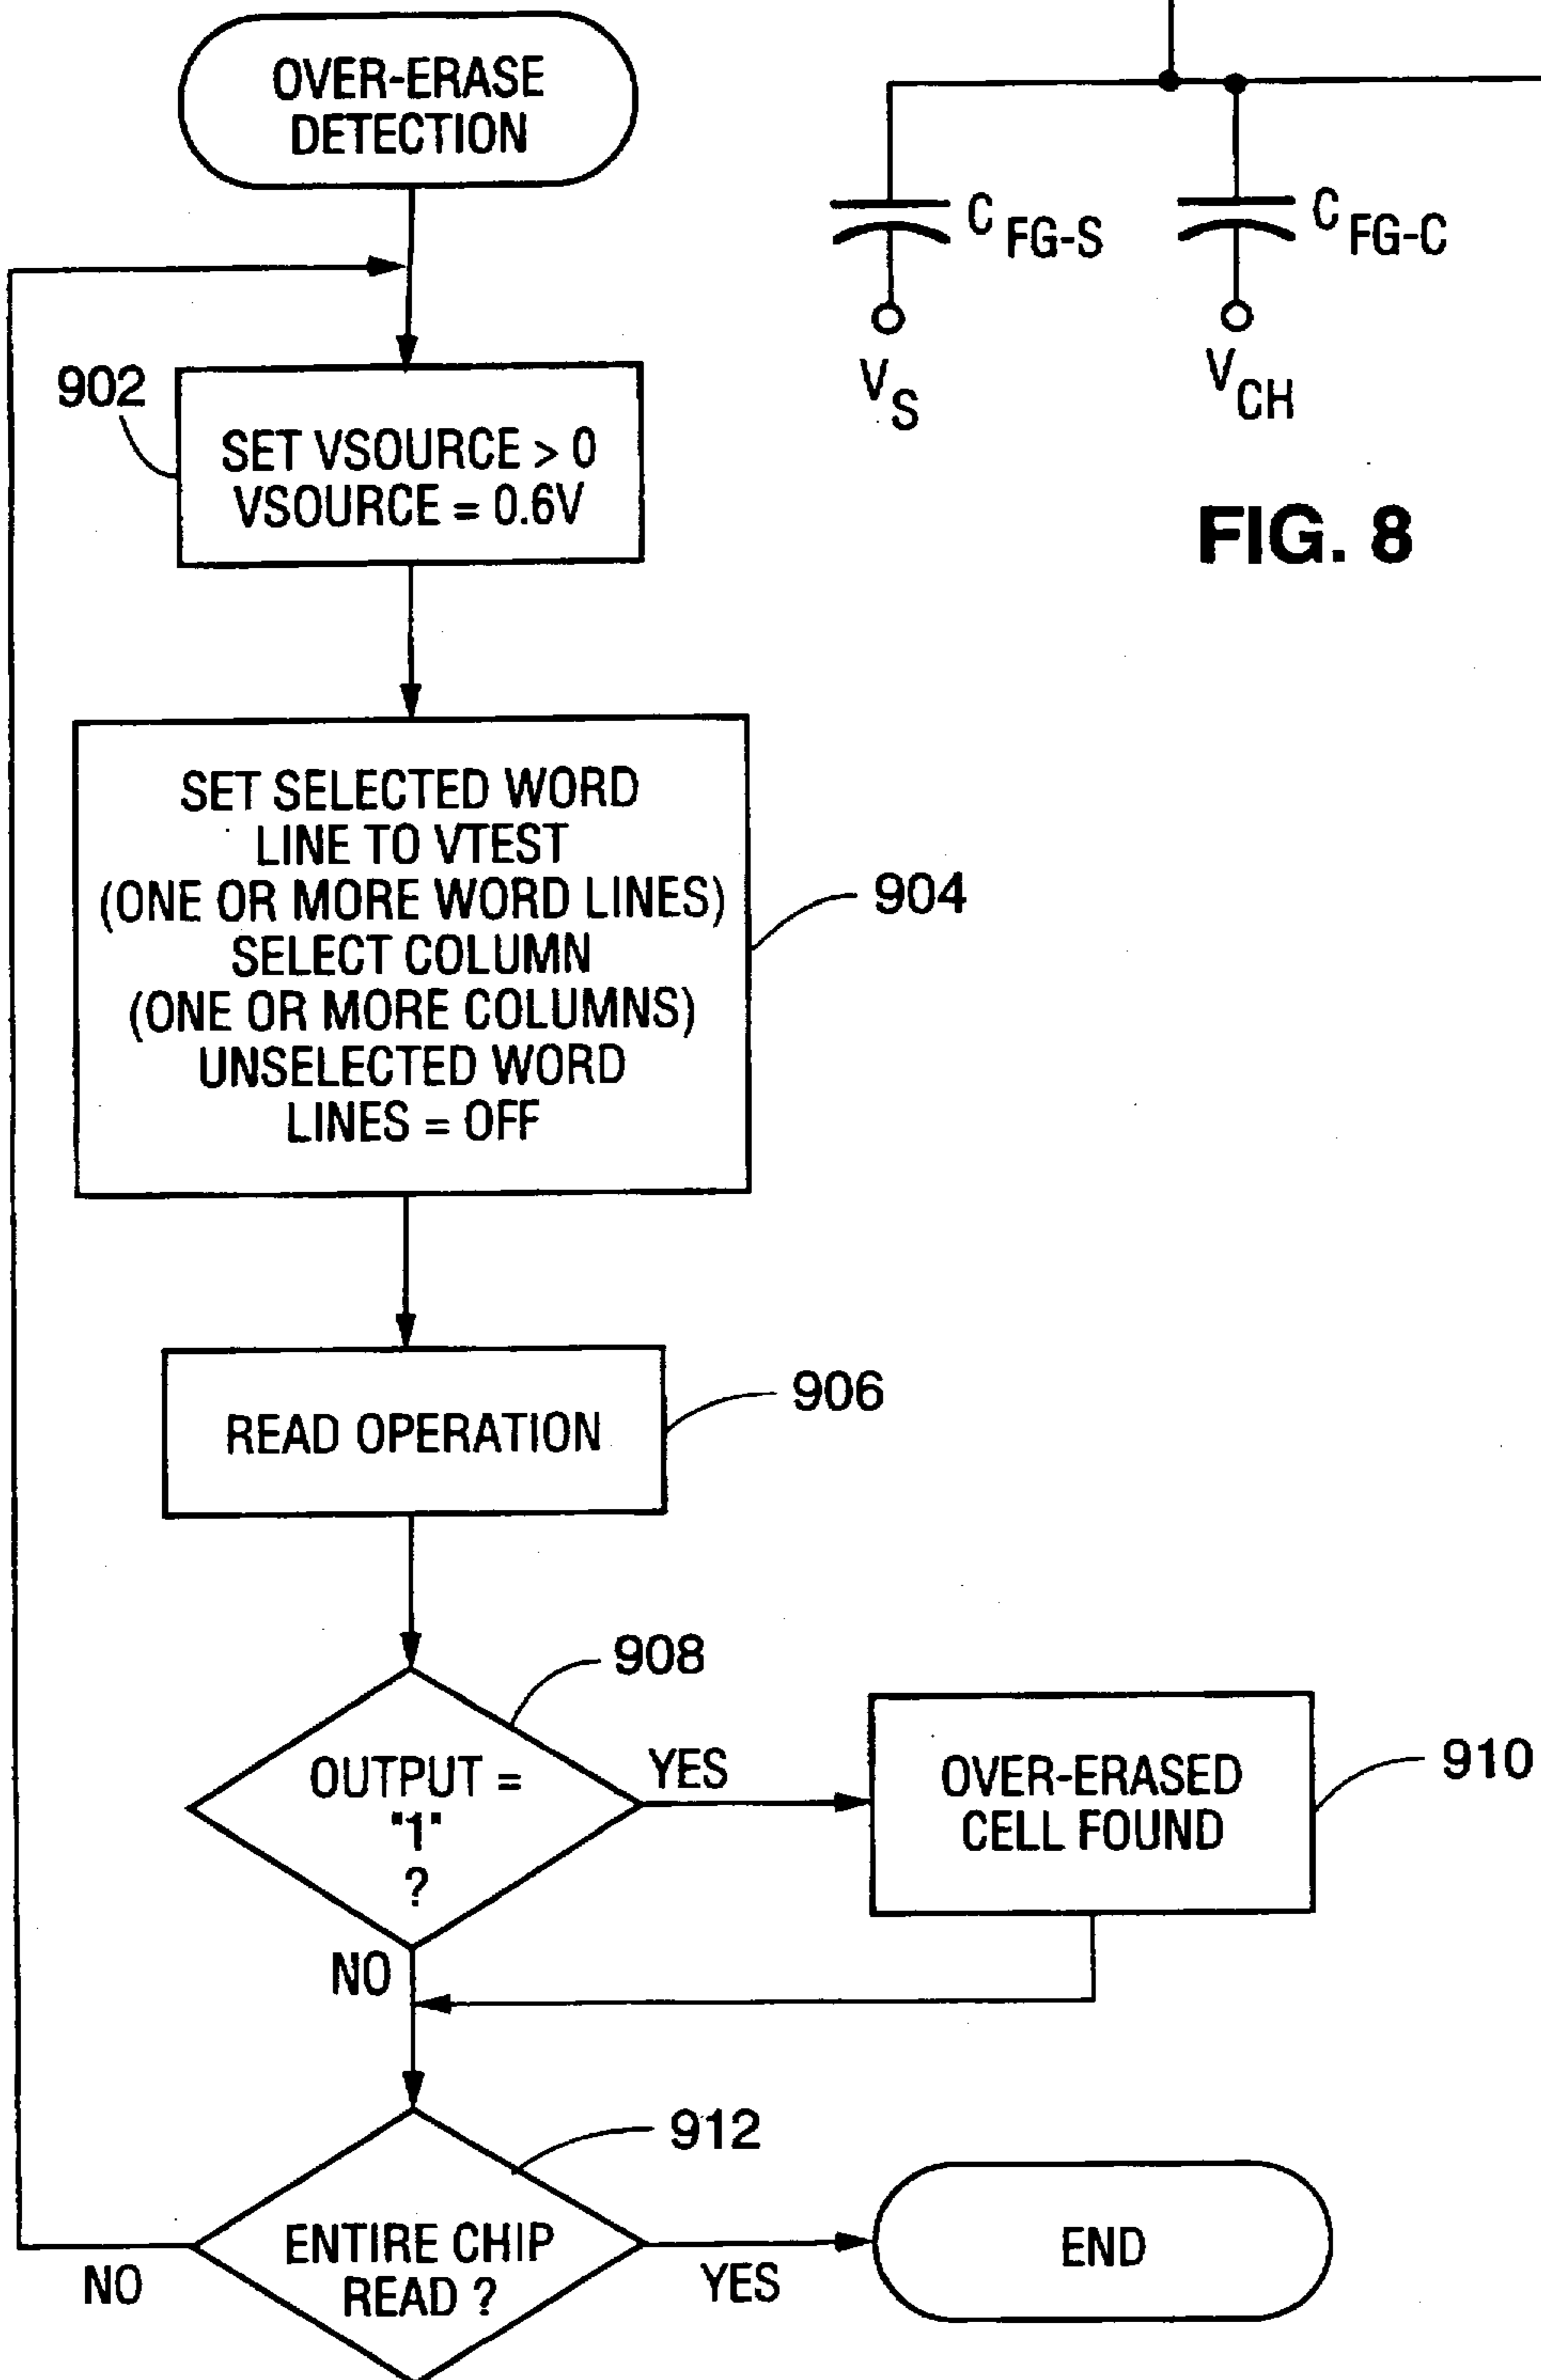 OVER-ERASE
DETECTION
C FG-S
C FG-C
V S
V CH
FIG. 8
902
SET VSOURCE > 0
VSOURCE = 0.6V
SET SELECTED WORD
LINE TO VTEST
(ONE OR MORE WORD LINES)
SELECT COLUMN
(ONE OR MORE COLUMNS)
UNSELECTED WORD
LINES = OFF
904
READ OPERATION
906
908
OUTPUT =
"1"
?
YES
OVER-ERASED
CELL FOUND
910
NO
912
ENTIRE CHIP
READ ?
NO
YES
END